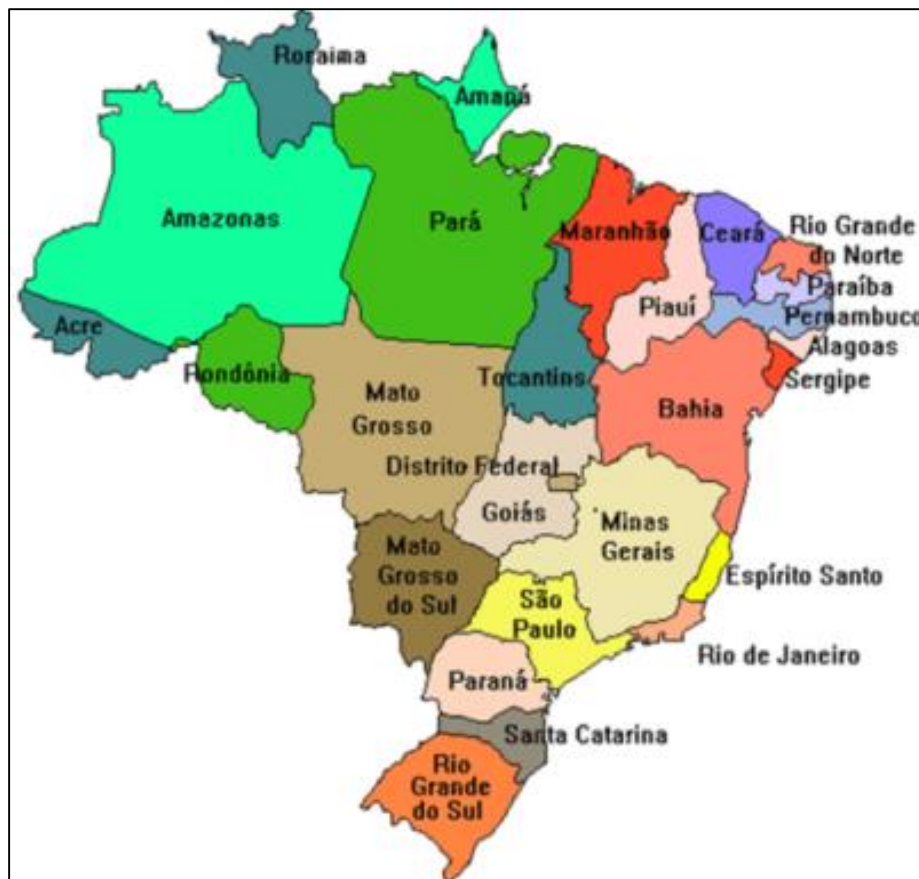 Roraima
Amapá
Amazonas
Pará
Maranhão
Ceará
Rio Grande
do Norte
Paraíba
Piauí
Pernambuco
Acre
Alagoas
Rondônia
Tocantins
Sergipe
Mato
Grosso
Bahia
Distrito Federal
Goiás
Minas
Gerais
Mato
Grosso
do Sul
Espírito Santo
São
Paulo
Rio de Janeiro
Paraná
Santa Catarina
Rio
Grande
do Sul